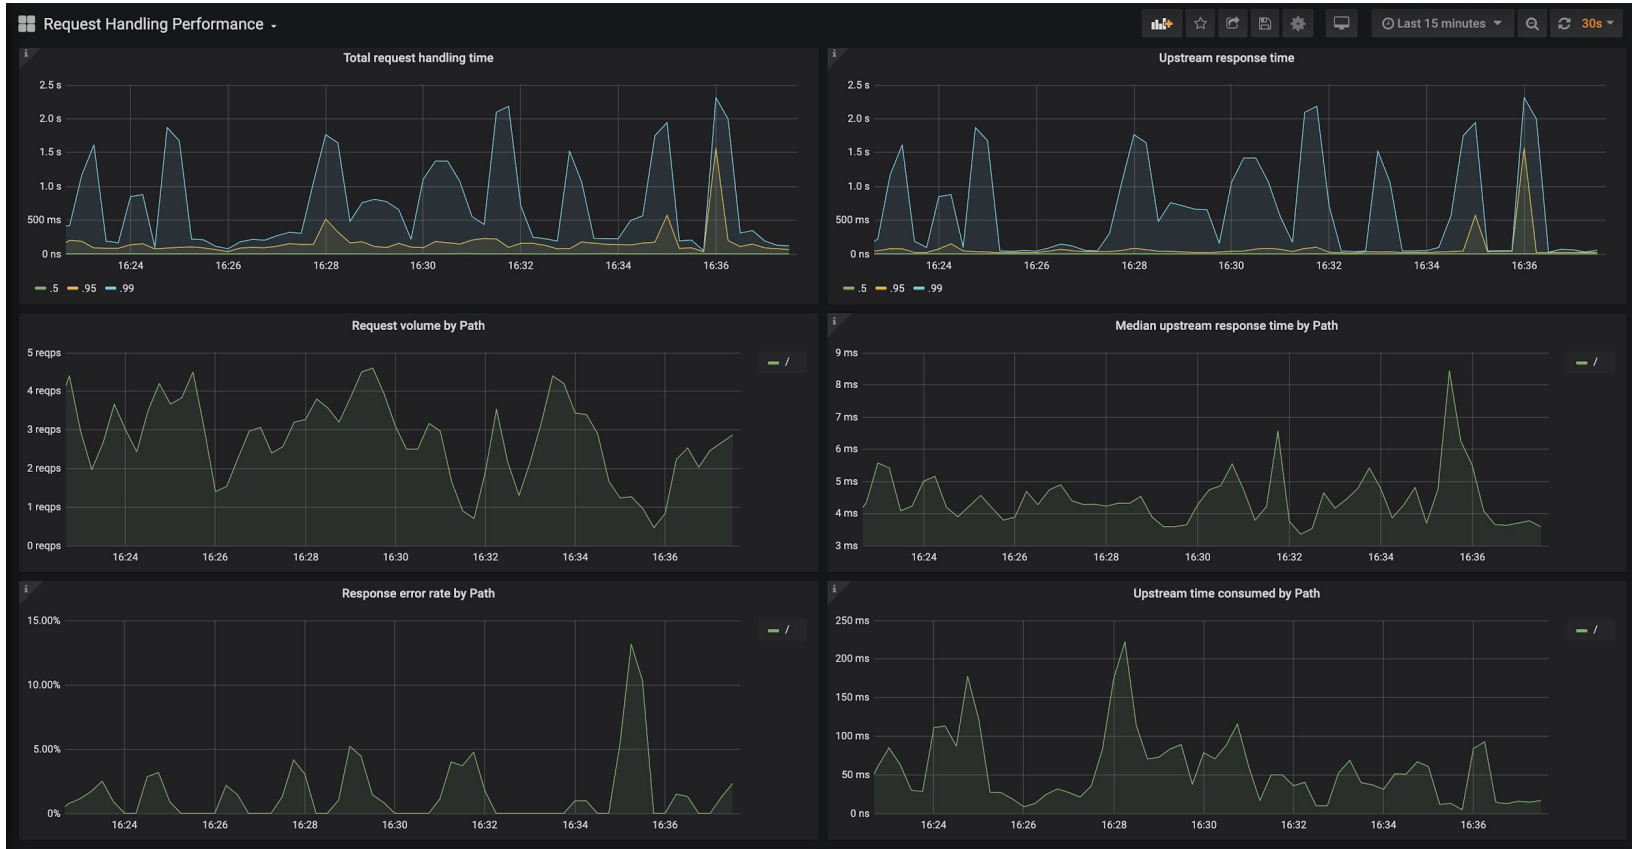 Request Handling Performance
Last 15 minutes
30s
Total request handling time
2.5 s
2.0 s
1.5 s
1.0 s
500 ms
0 ns
16:24 16:26 16:28 16:30 16:32 16:34 16:36
.5 .95 .99
Upstream response time
2.5 s
2.0 s
1.5 s
1.0 s
500 ms
0 ns
16:24 16:26 16:28 16:30 16:32 16:34 16:36
.5 .95 .99
Request volume by Path
5 reqps
4 reqps
3 reqps
2 reqps
1 reqps
0 reqps
16:24 16:26 16:28 16:30 16:32 16:34 16:36
/
Median upstream response time by Path
9 ms
8 ms
7 ms
6 ms
5 ms
4 ms
3 ms
16:24 16:26 16:28 16:30 16:32 16:34 16:36
/
Response error rate by Path
15.00%
10.00%
5.00%
0%
16:24 16:26 16:28 16:30 16:32 16:34 16:36
/
Upstream time consumed by Path
250 ms
200 ms
150 ms
100 ms
50 ms
0 ns
16:24 16:26 16:28 16:30 16:32 16:34 16:36
/